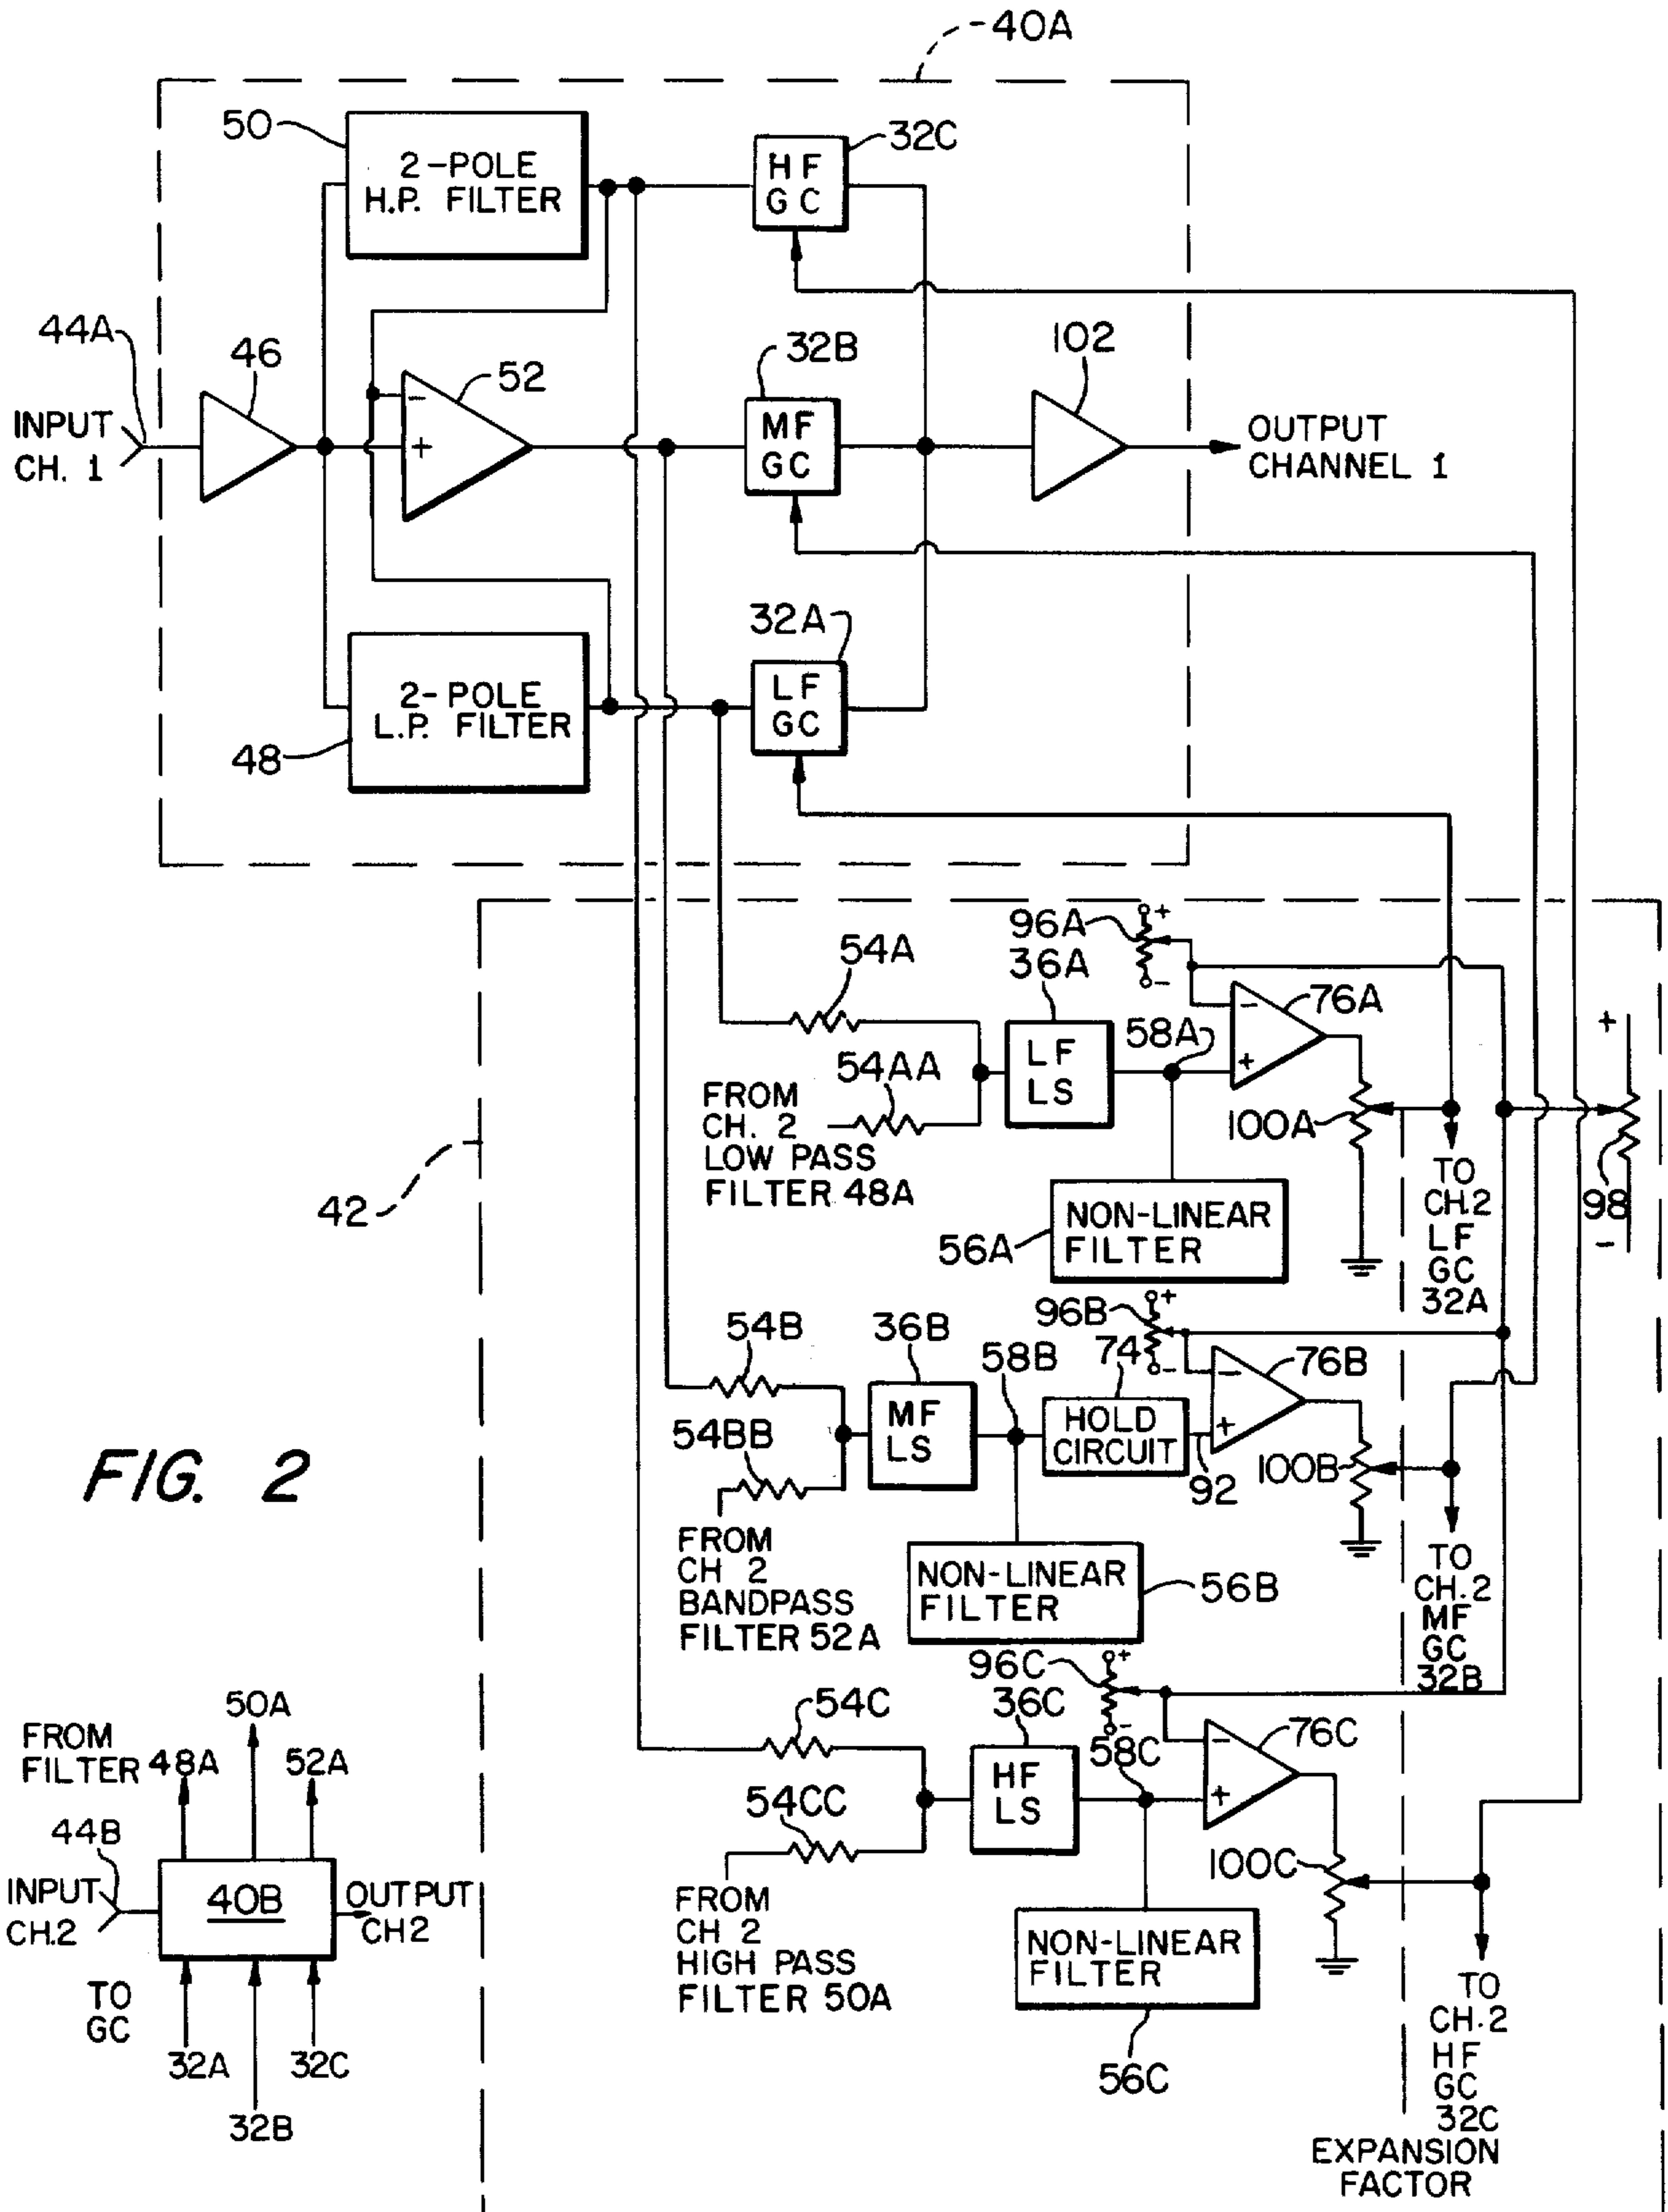 40A
50
2-POLE
H.P. FILTER
HF
GC
32C
44A
46
52
32B
102
-
+
INPUT
CH. 1
MF
GC
OUTPUT
CHANNEL 1
32A
2-POLE
L.P. FILTER
48
LF
GC
96A
+
-
36A
54A
LF
LS
58A
76A
-
+
54AA
FROM
CH. 2
LOW PASS
FILTER 48A
100A
+
98
-
42
NON-LINEAR
FILTER
56A
TO
CH.2
LF
GC
32A
96B
+
-
54B
36B
58B
74
76B
-
+
MF
LS
HOLD
CIRCUIT
92
100B
54BB
FROM
CH 2
BANDPASS
FILTER 52A
NON-LINEAR
FILTER
56B
TO
CH.2
MF
GC
32B
FIG. 2
96C
+
-
36C
54C
HF
LS
58C
76C
-
+
54CC
FROM
CH 2
HIGH PASS
FILTER 50A
100C
NON-LINEAR
FILTER
56C
TO
CH.2
HF
GC
32C
EXPANSION
FACTOR
50A
FROM
FILTER 48A
52A
44B
INPUT
CH.2
40B
OUTPUT
CH2
TO
GC
32A
32C
32B